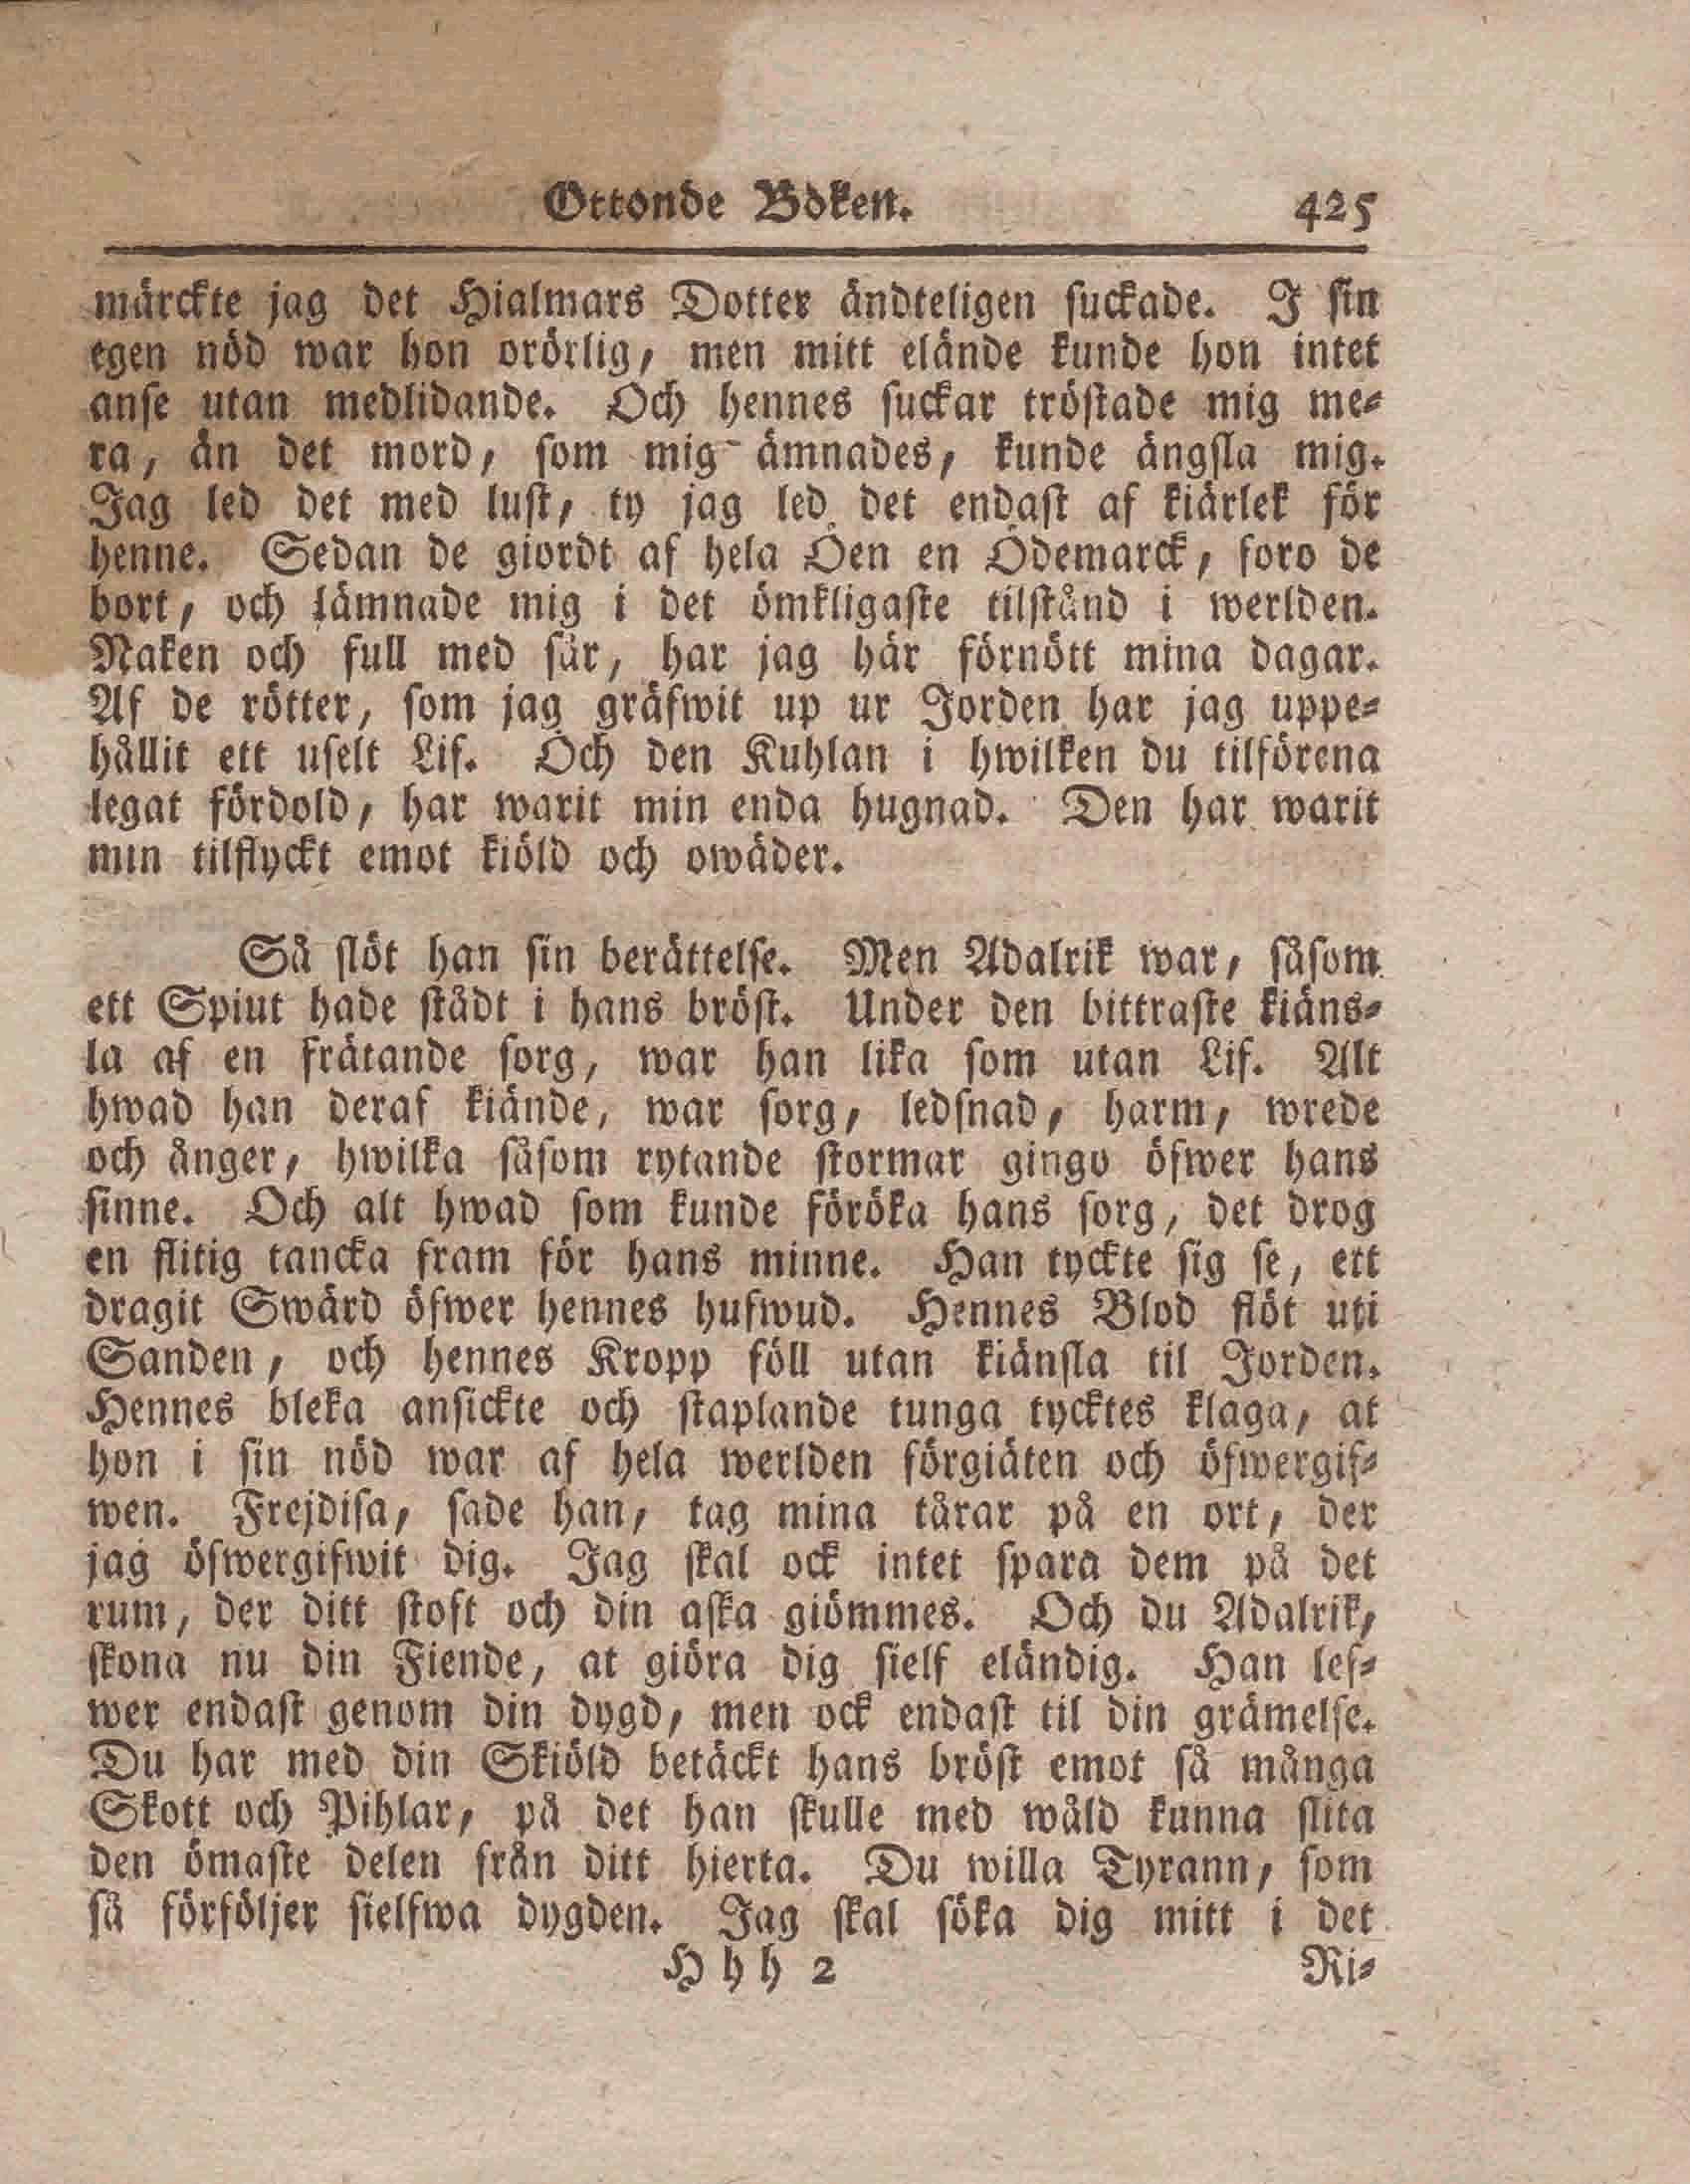 Ottonde Boken. 425
märckte jag det Hialmars Dotter ändteligen suckade. I sin
egen nöd war hon orörlig, men mitt elände kunde hon intet
anse utan medlidande. Och hennes suckar tröstade mig me-
ra, än det mord, som mig ämnades, kunde ängsla mig.
Jag led det med lust, ty jag led det endast af kiärlek för
henne. Sedan de giordt af hela Öen en Ödemarck, foro de
bort, och lämnade mig i det ömkligaste tilstånd i werlden.
Naken och full med sår, har jag här förnött mina dagar.
Af de rötter, som jag gräfwit up ur Jorden har jag uppe-
hållit ett uselt Lif. Och den Kuhlan i hwilken du tilförena
legat fördold, har warit min enda hugnad. Den har warit
min tilflyckt emot kiöld och owäder.
Så slöt han sin berättelse. Men Adalrik war, såsom
ett Spiut hade stådt i hans bröst. Under den bittraste kiäns-
la af en frätande sorg, war han lika som utan Lif. Alt
hwad han deraf kiände, war sorg, ledsnad, harm, wrede
och ånger, hwilka såsom rytande stormar gingo öfwer hans
sinne. Och alt hwad som kunde föröka hans sorg, det drog
en flitig tancka fram för hans minne. Han tyckte sig se, ett
dragit Swärd öfwer hennes hufwud. Hennes Blod flöt uti
Sanden, och hennes Kropp föll utan kiänsla til Jorden.
Hennes bleka ansickte och staplande tunga tycktes klaga, at
hon i sin nöd war af hela werlden förgiäten och öfwergif-
wen. Frejdisa, sade han, tag mina tårar på en ort, der
jag öfwergifwit dig. Jag skal ock intet spara dem på det
rum, der ditt stoft och din aska giömmes. Och du Adalrik,
skona nu din Fiende, at giöra dig sielf eländig. Han lef-
wer endast genom din dygd, men ock endast til din grämelse.
Du har med din Skiöld betäckt hans bröst emot så många
Skott och Pihlar, på det han skulle med wåld kunna slita
den ömaste delen från ditt hierta. Du willa Tyrann, som
så förföljer sielfwa dygden. Jag skal söka dig mitt i det
H h h 2 Ri-